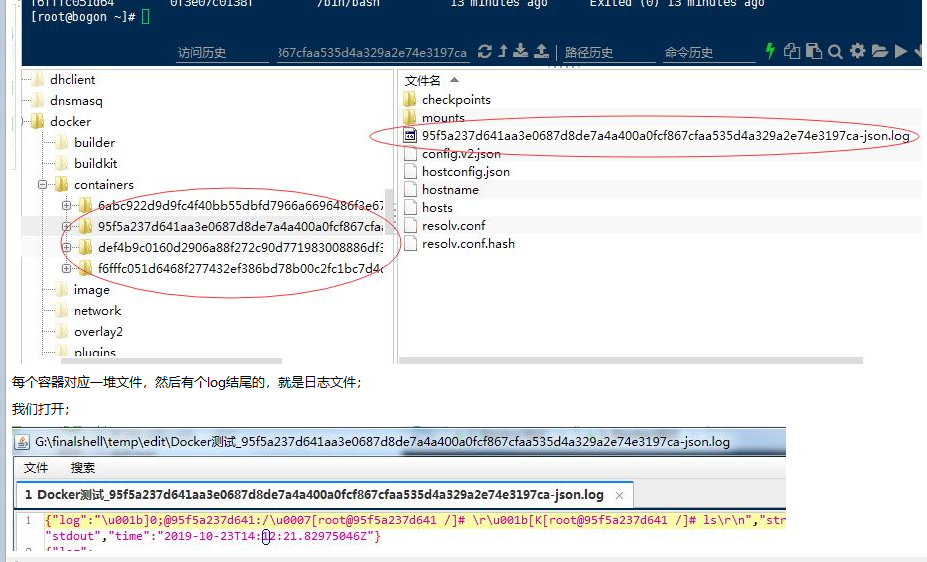 f6fffc051d64 0f3e07c0138f "/bin/bash" 13 minutes ago Exited (0) 13 minutes ago
[root@bogon ~]#
访问历史 367cfaa535d4a329a2e74e3197ca 路径历史 命令历史
dhclient
dnsmasq
docker
builder
buildkit
containers
6abc922d9d9fc4f40bb55dbfd7966a6696486f3e67
95f5a237d641aa3e0687d8de7a4a400a0fcf867cfaa
def4b9c0160d2906a88f272c90d771983008886df3
f6fffc051d6468f277432ef386bd78b00c2fc1bc7d4c
image
network
overlay2
plugins
文件名
checkpoints
mounts
95f5a237d641aa3e0687d8de7a4a400a0fcf867cfaa535d4a329a2e74e3197ca-json.log
config.v2.json
hostconfig.json
hostname
hosts
resolv.conf
resolv.conf.hash
每个容器对应一堆文件，然后有个log结尾的，就是日志文件；
我们打开；
G:\finalshell\temp\edit\Docker测试_95f5a237d641aa3e0687d8de7a4a400a0fcf867cfaa535d4a329a2e74e3197ca-json.log
文件 搜索
1 Docker测试_95f5a237d641aa3e0687d8de7a4a400a0fcf867cfaa535d4a329a2e74e3197ca-json.log
1 {"log":"\u001b]0;@95f5a237d641:/\u0007[root@95f5a237d641 /]# \r\u001b[K[root@95f5a237d641 /]# ls\r\n","str
"stdout","time":"2019-10-23T14:12:21.82975046Z"}
2 {"log":